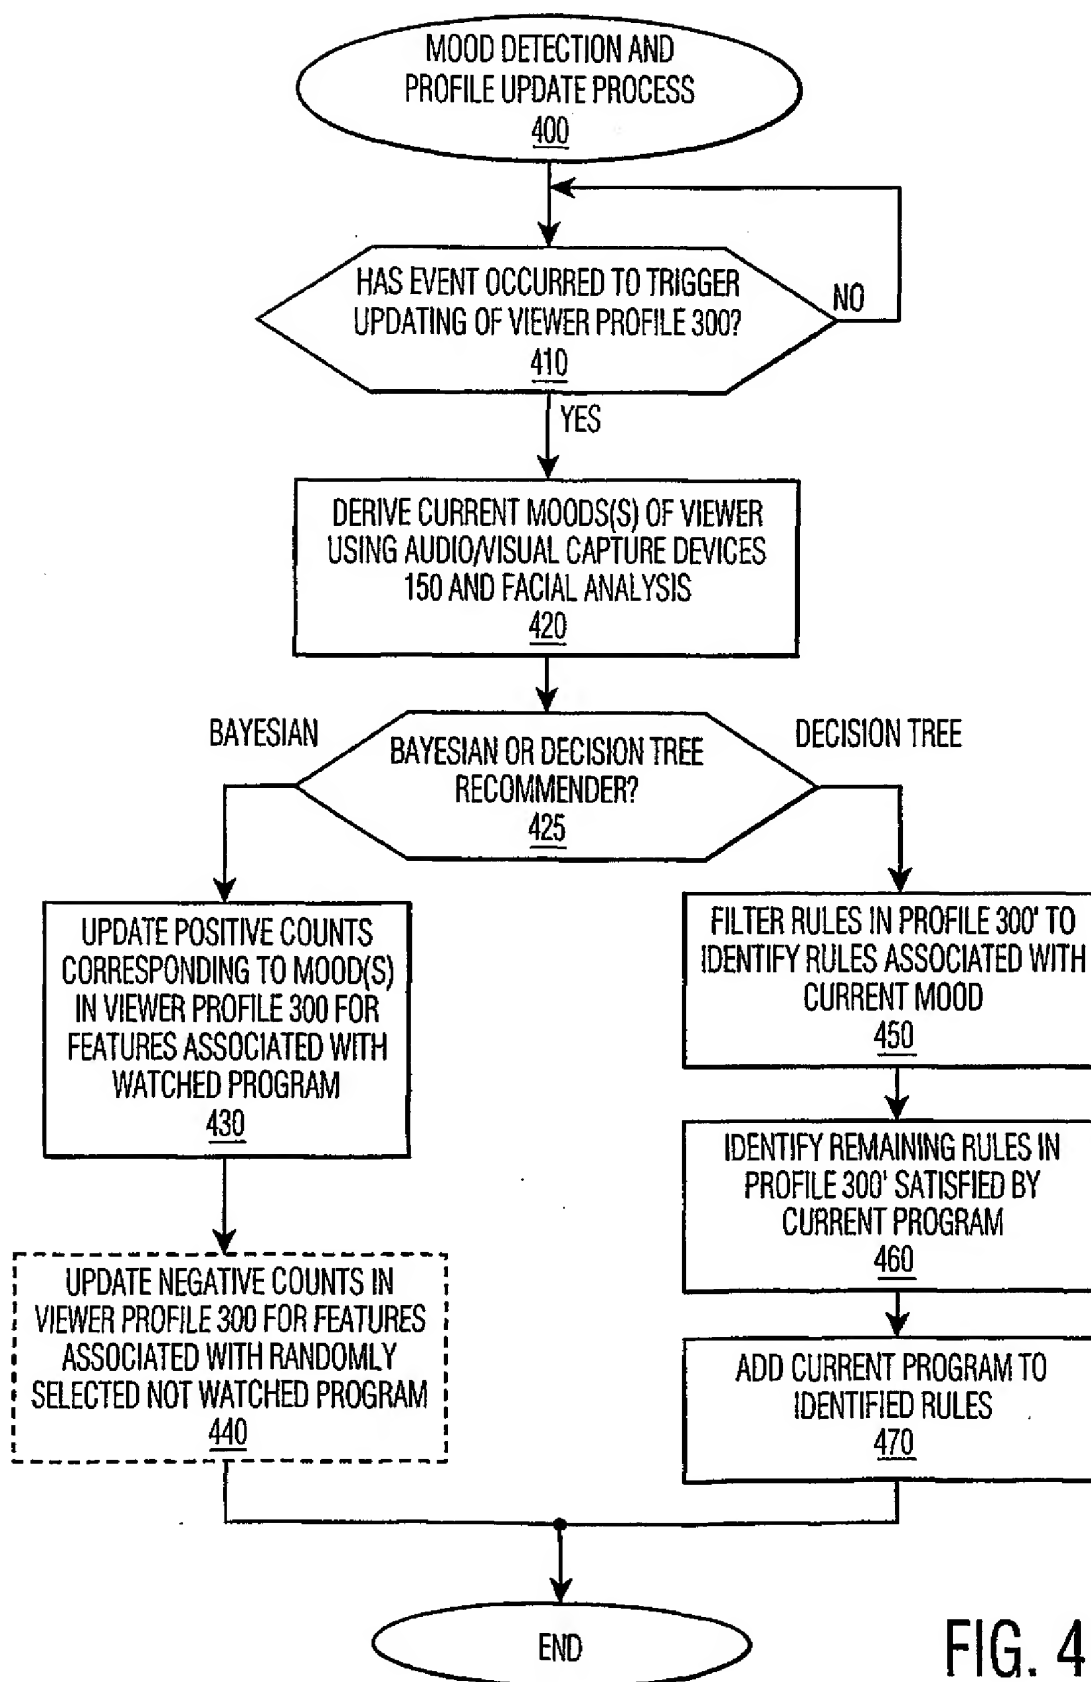 MOOD DETECTION AND
PROFILE UPDATE PROCESS
400
HAS EVENT OCCURRED TO TRIGGER
UPDATING OF VIEWER PROFILE 300?
410
NO
YES
DERIVE CURRENT MOODS(S) OF VIEWER
USING AUDIO/VISUAL CAPTURE DEVICES
150 AND FACIAL ANALYSIS
420
BAYESIAN
DECISION TREE
BAYESIAN OR DECISION TREE
RECOMMENDER?
425
UPDATE POSITIVE COUNTS
CORRESPONDING TO MOOD(S)
IN VIEWER PROFILE 300 FOR
FEATURES ASSOCIATED WITH
WATCHED PROGRAM
430
UPDATE NEGATIVE COUNTS IN
VIEWER PROFILE 300 FOR FEATURES
ASSOCIATED WITH RANDOMLY
SELECTED NOT WATCHED PROGRAM
440
FILTER RULES IN PROFILE 300' TO
IDENTIFY RULES ASSOCIATED WITH
CURRENT MOOD
450
IDENTIFY REMAINING RULES IN
PROFILE 300' SATISFIED BY
CURRENT PROGRAM
460
ADD CURRENT PROGRAM TO
IDENTIFIED RULES
470
END
FIG. 4